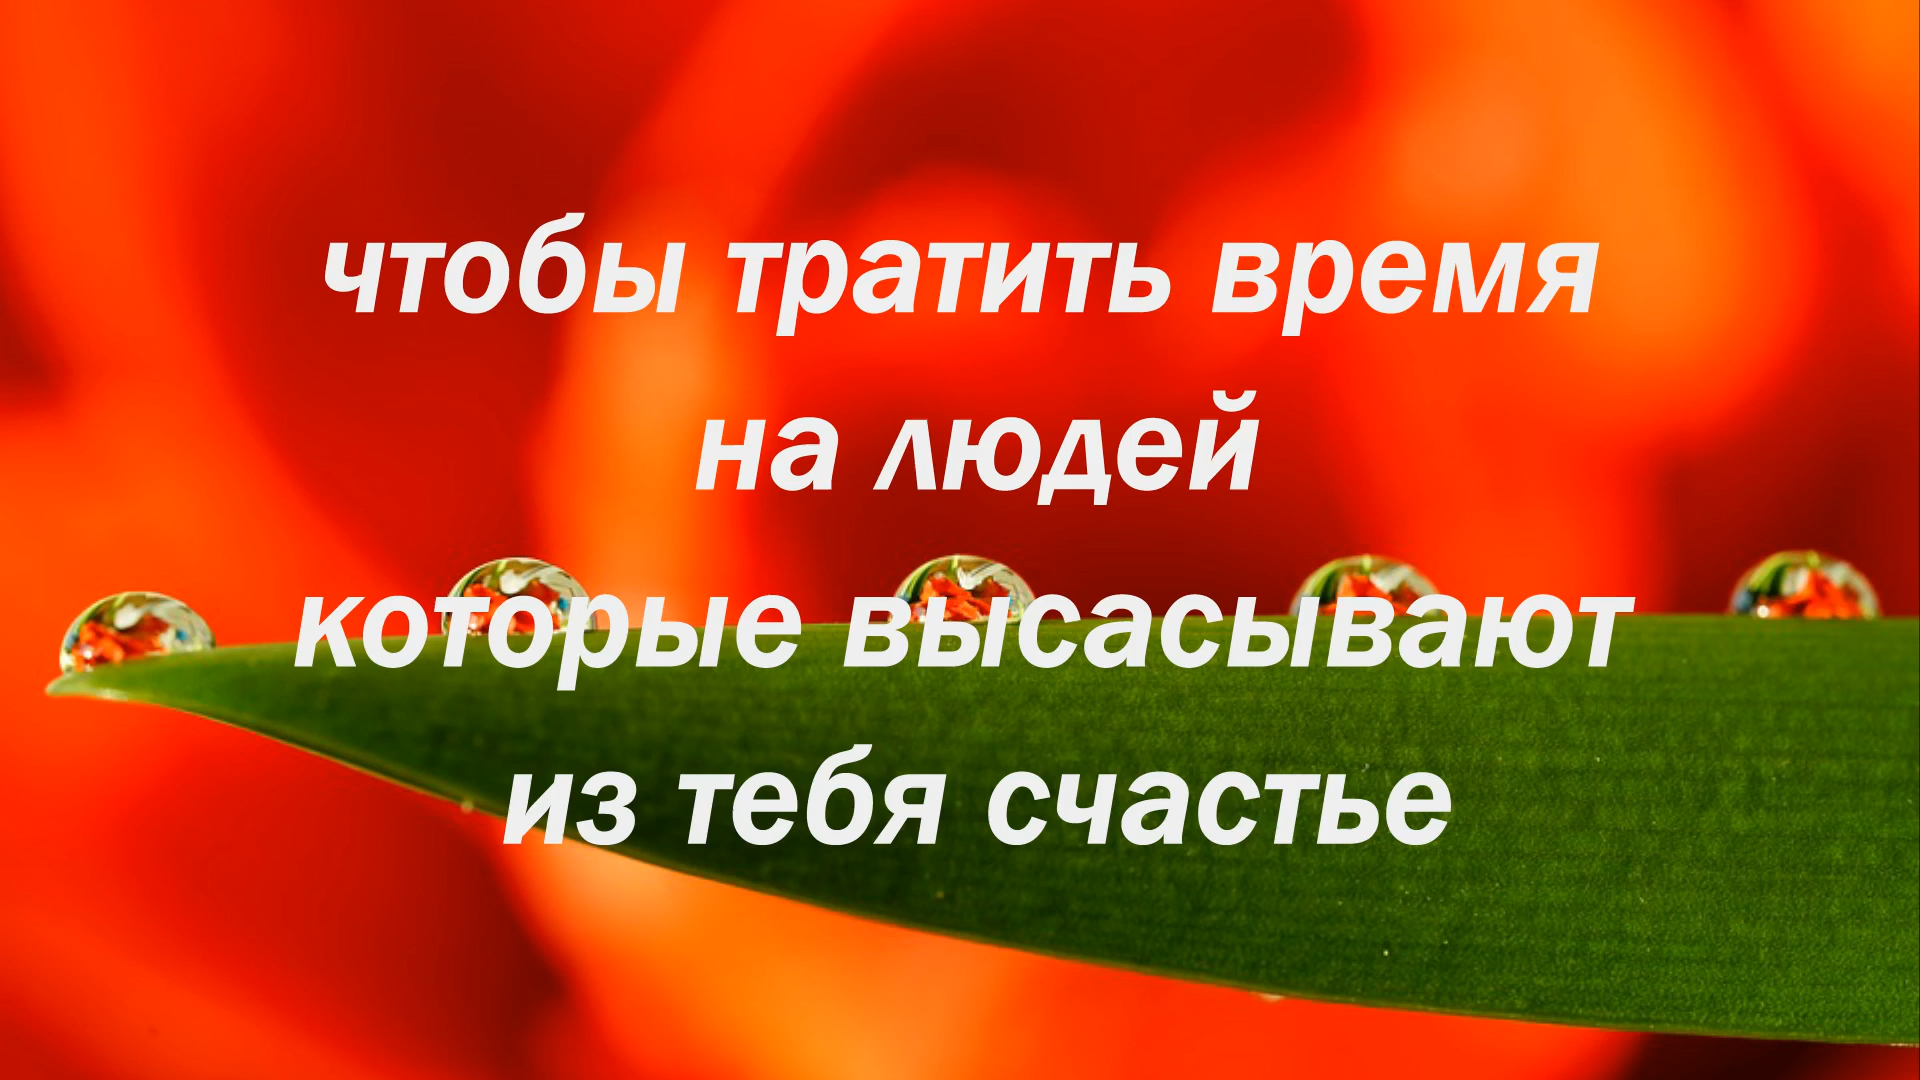 чтобы тратить время
на людей
которые высасывают
из тебя счастье